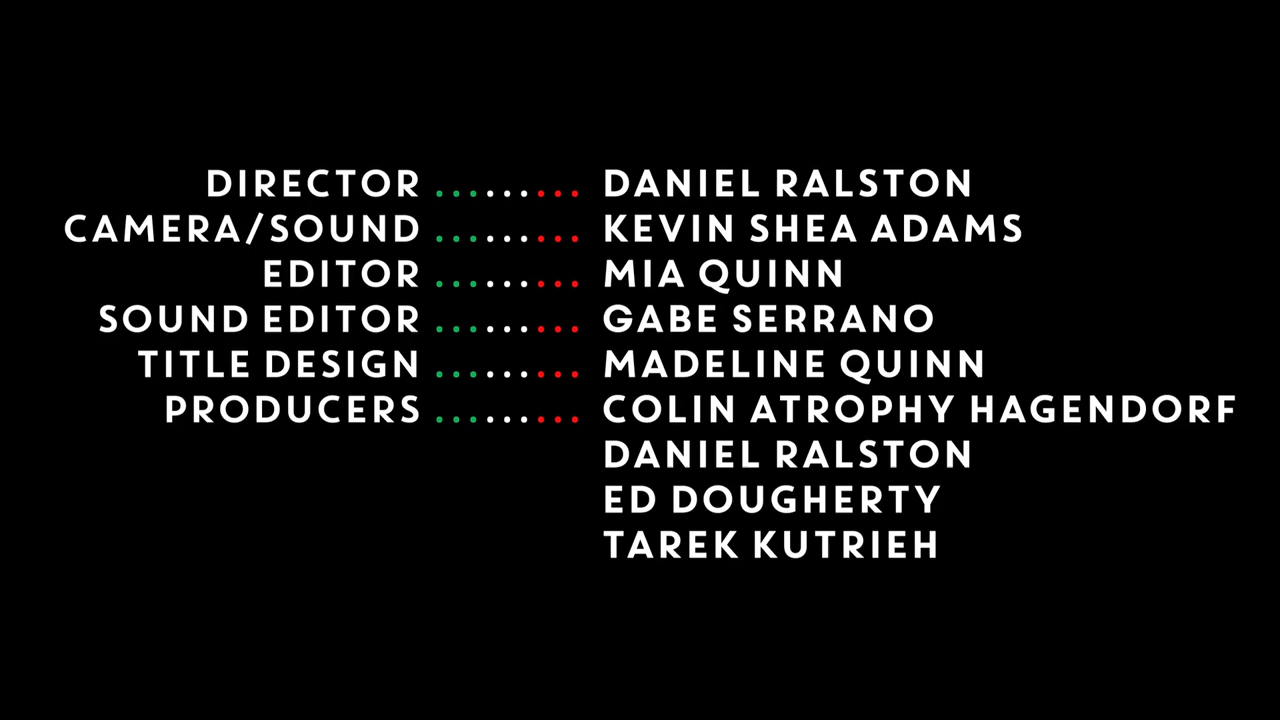 DIRECTOR ......... DANIEL RALSTON
CAMERA/SOUND ......... KEVIN SHEA ADAMS
EDITOR ......... MIA QUINN
SOUND EDITOR ......... GABE SERRANO
TITLE DESIGN ......... MADELINE QUINN
PRODUCERS ......... COLIN ATROPHY HAGENDORF
DANIEL RALSTON
ED DOUGHERTY
TAREK KUTRIEH